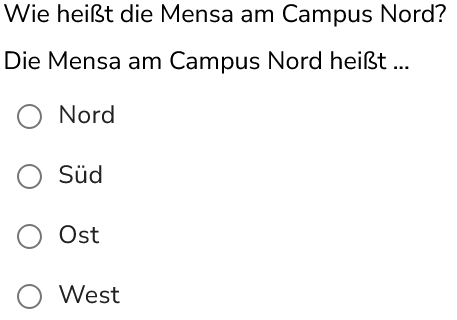 Wie heißt die Mensa am Campus Nord?
Die Mensa am Campus Nord heißt ...
Nord
Süd
Ost
West